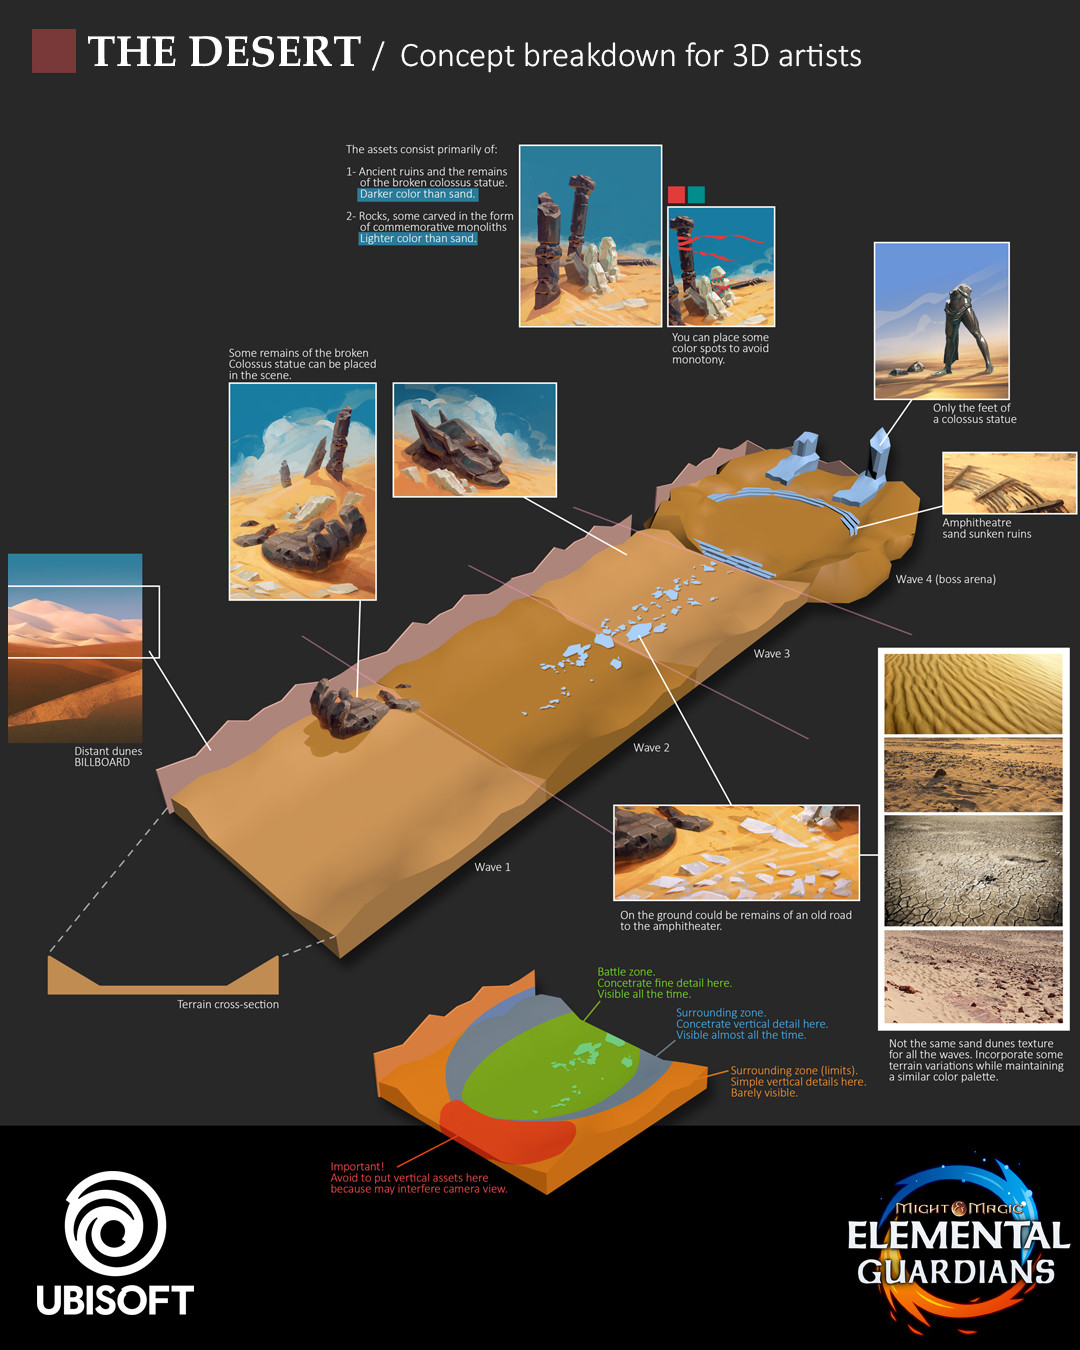 THE DESERT / Concept breakdown for 3D artists
The assets consist primarily of:
1- Ancient ruins and the remains
of the broken colossus statue.
Darker color than sand.
2- Rocks, some carved in the form
of commemorative monoliths
Lighter color than sand.
You can place some
color spots to avoid
monotony.
Some remains of the broken
Colossus statue can be placed
in the scene.
Only the feet of
a colossus statue
Amphitheatre
sand sunken ruins
Wave 4 (boss arena)
Wave 3
Wave 2
Distant dunes
BILLBOARD
Wave 1
On the ground could be remains of an old road
to the amphitheater.
Terrain cross-section
Battle zone.
Concetrate fine detail here.
Visible all the time.
Surrounding zone.
Concetrate vertical detail here.
Visible almost all the time.
Surrounding zone (limits).
Simple vertical details here.
Barely visible.
Not the same sand dunes texture
for all the waves. Incorporate some
terrain variations while maintaining
a similar color palette.
Important!
Avoid to put vertical assets here
because may interfere camera view.
UBISOFT
MIGHT & MAGIC
ELEMENTAL
GUARDIANS